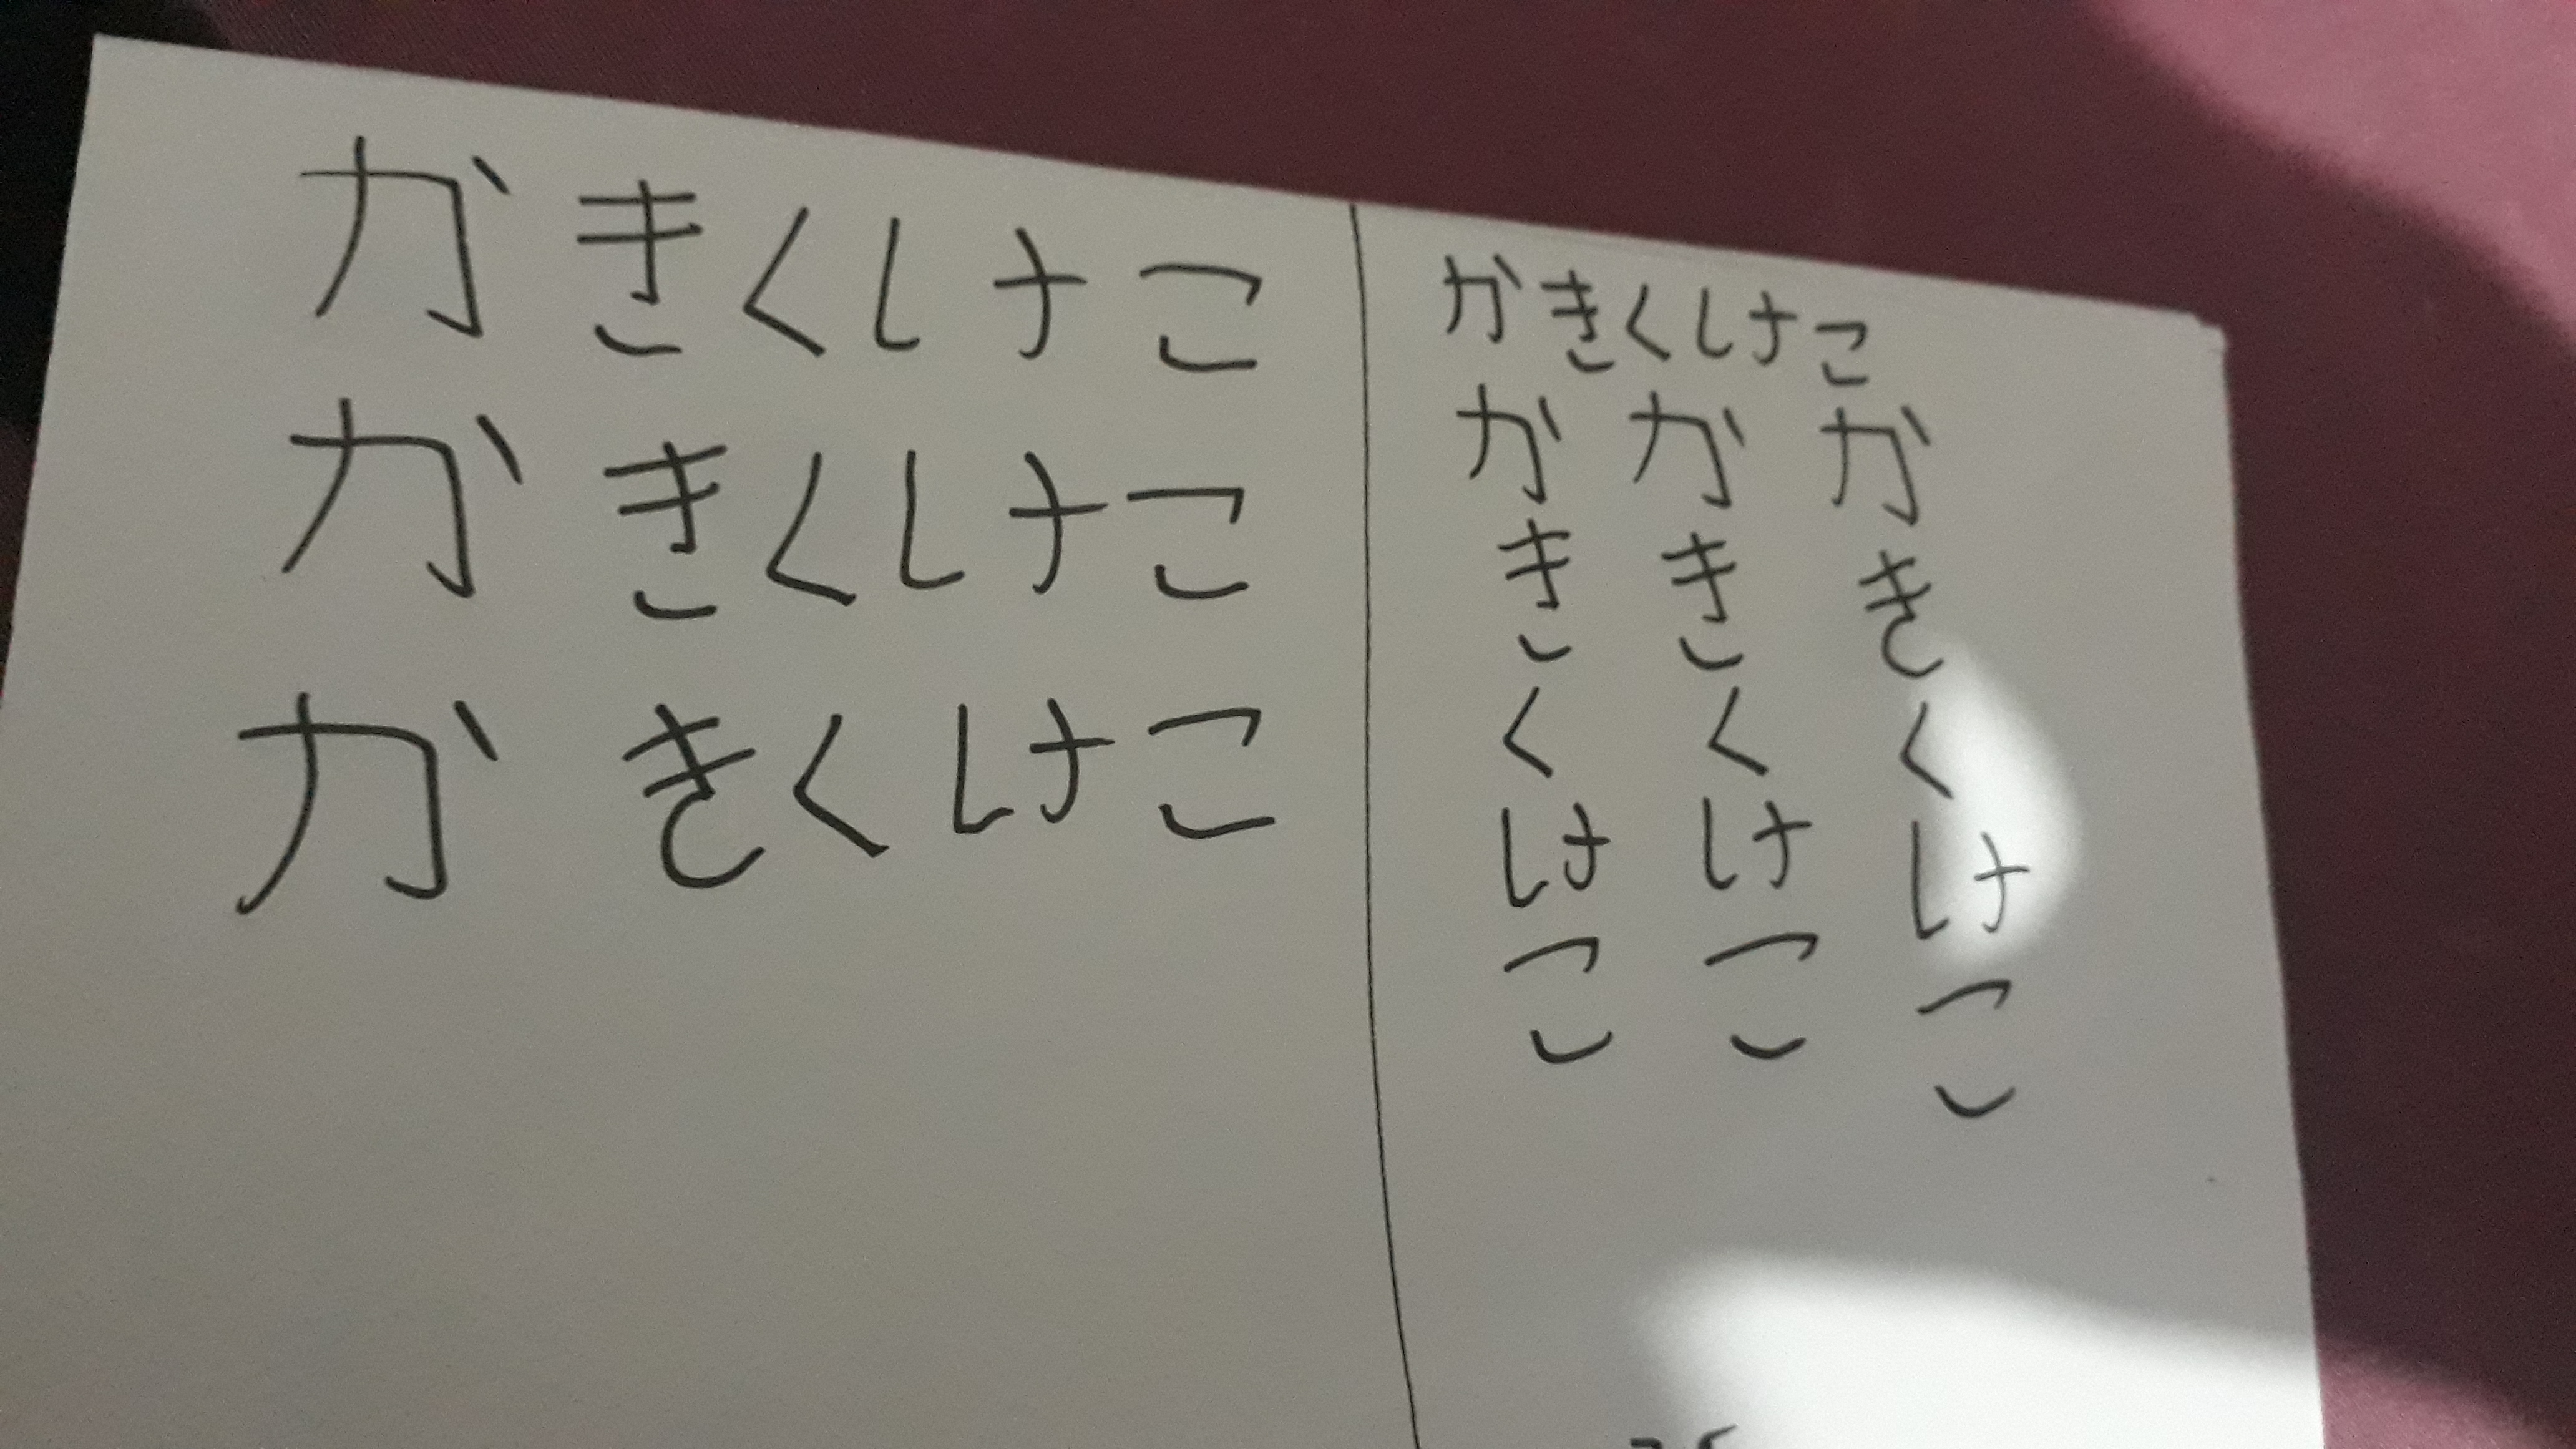 かきくけこ
かきくけこ
かきくけこ
かきくけこ
か か か
き き き
く く く
け け け
こ こ こ